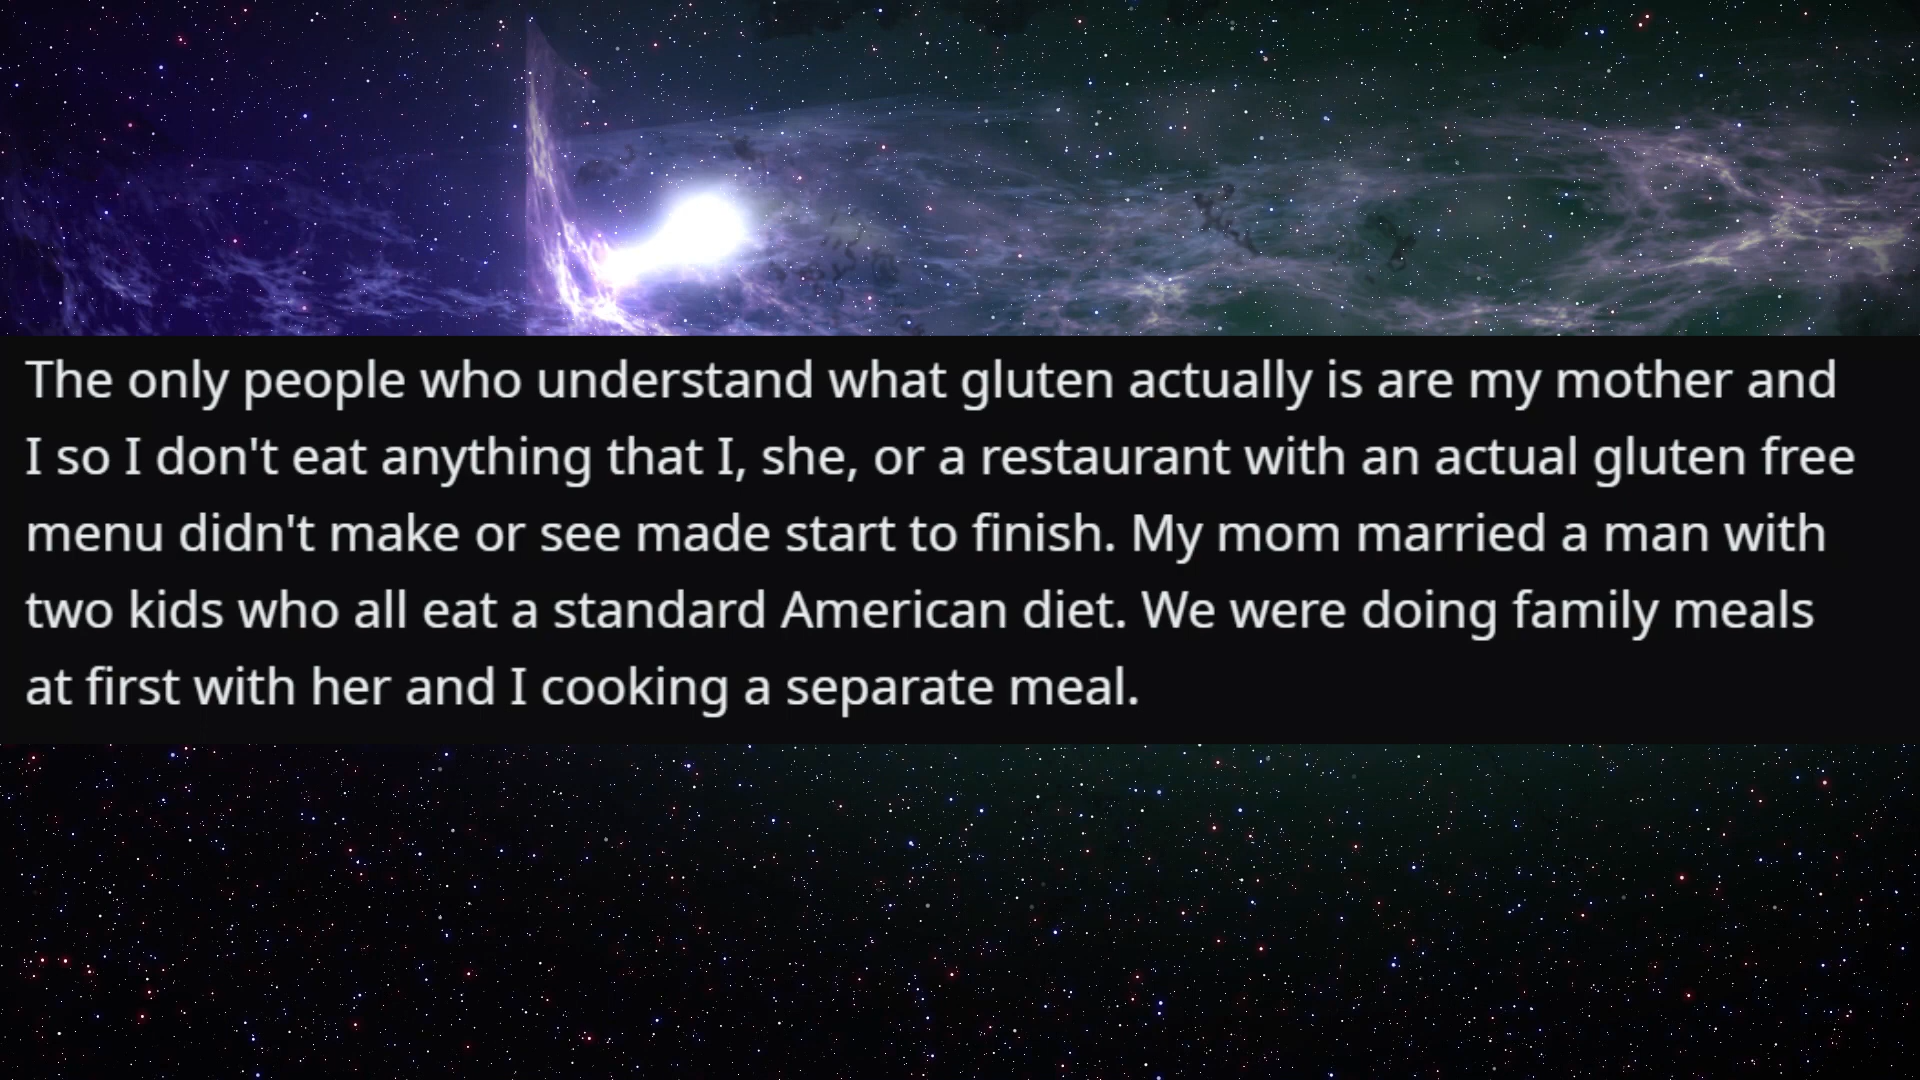 The only people who understand what gluten actually is are my mother and
I so I don't eat anything that I, she, or a restaurant with an actual gluten free
menu didn't make or see made start to finish. My mom married a man with
two kids who all eat a standard American diet. We were doing family meals
at first with her and I cooking a separate meal.